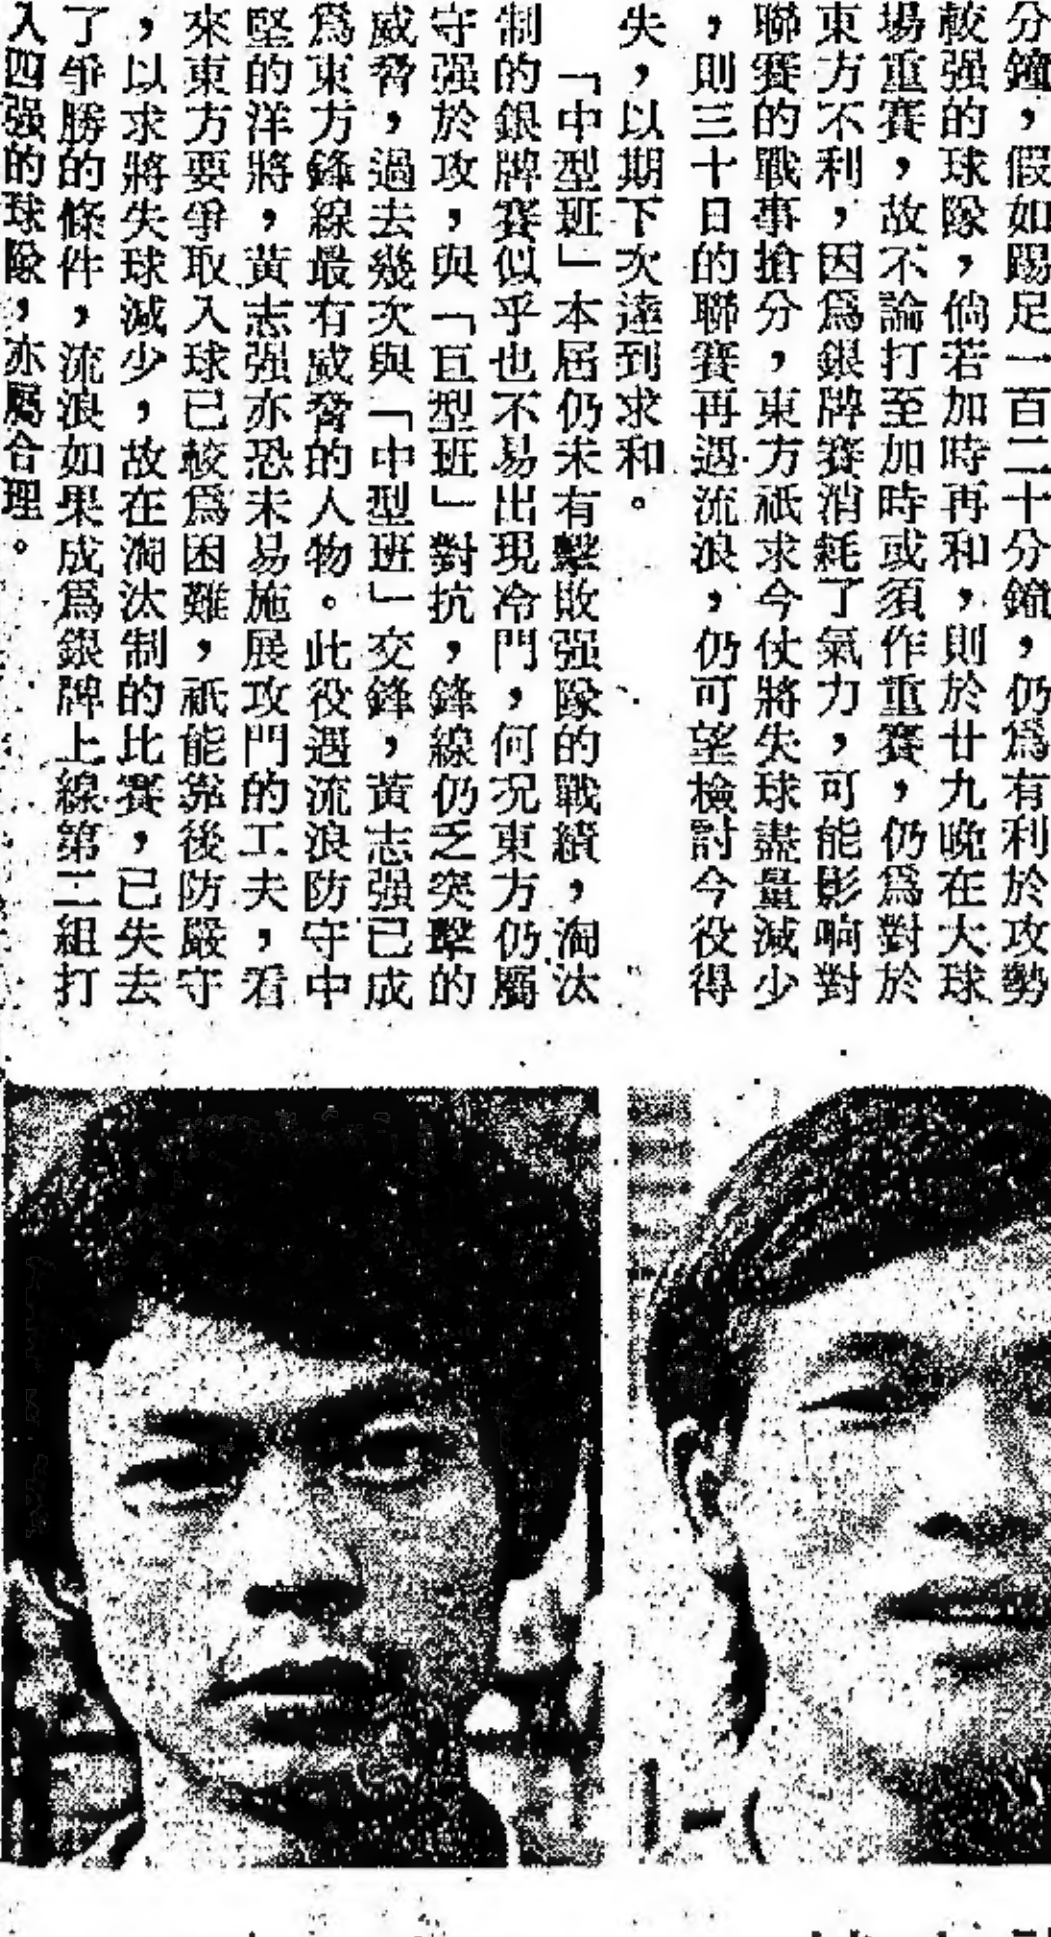 分鐘，假如踢足一百二十分鐘，仍爲有利於攻勢
較强的球隊，倘若加時再和，則於廿九晚在大球
場重賽，故不論打至加時或須作重賽，仍爲對於
東方不利，因爲銀牌賽消耗了氣力，可能影响對
聯賽的戰事搶分，東方祇求今仗將失球盡量減少
，則三十日的聯賽再遇流浪，仍可望檢討今役得
失，以期下次達到求和。
「中型班」本屆仍未有擊敗强隊的戰績，淘汰
制的銀牌賽似乎也不易出現冷門，何況東方仍屬
守强於攻，與「巨型班」對抗，鋒線仍乏突擊的
威脅，過去幾次與「中型班」交鋒，黃志强已成
爲東方鋒線最有威脅的人物。此役遇流浪防守中
堅的洋將，黃志强亦恐未易施展攻門的工夫，看
來東方要爭取入球已較爲困難，祇能靠後防嚴守
，以求將失球減少，故在淘汰制的比賽，已失去
了爭勝的條件，流浪如果成爲銀牌上線第二組打
入四强的球隊，亦屬合理。